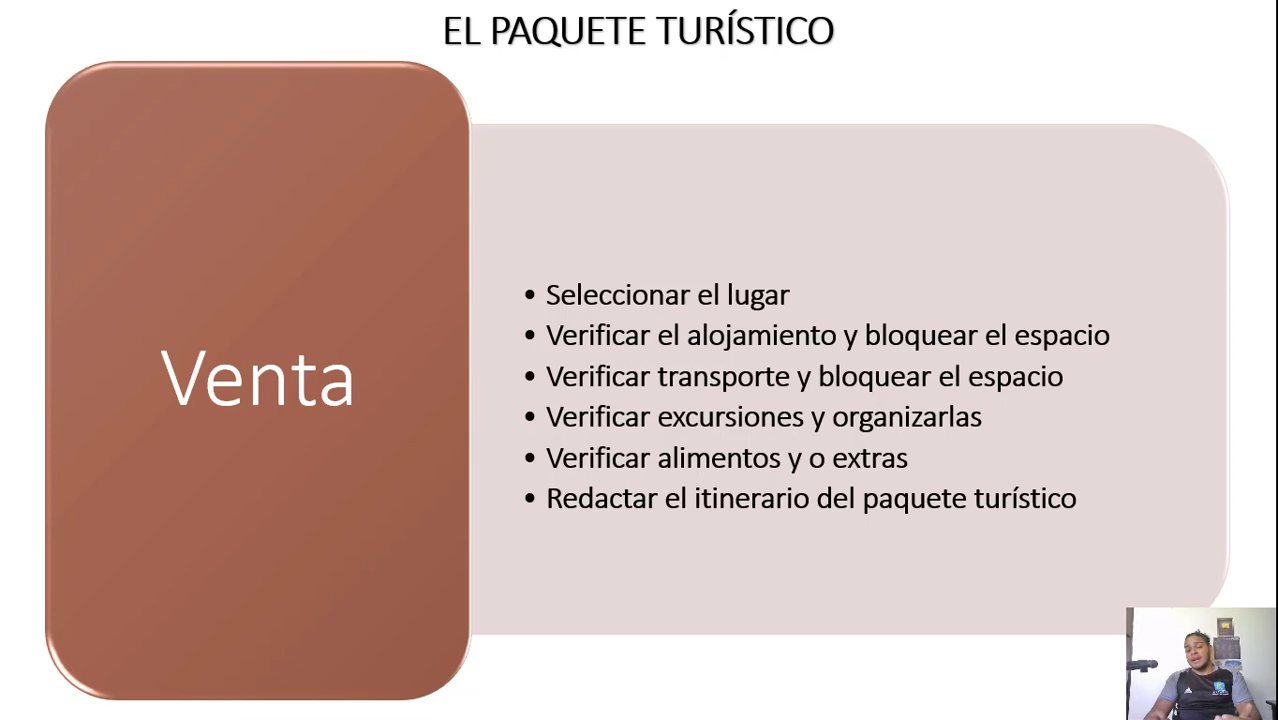 EL PAQUETE TURÍSTICO
Venta
• Seleccionar el lugar
• Verificar el alojamiento y bloquear el espacio
• Verificar transporte y bloquear el espacio
• Verificar excursiones y organizarlas
• Verificar alimentos y o extras
• Redactar el itinerario del paquete turístico